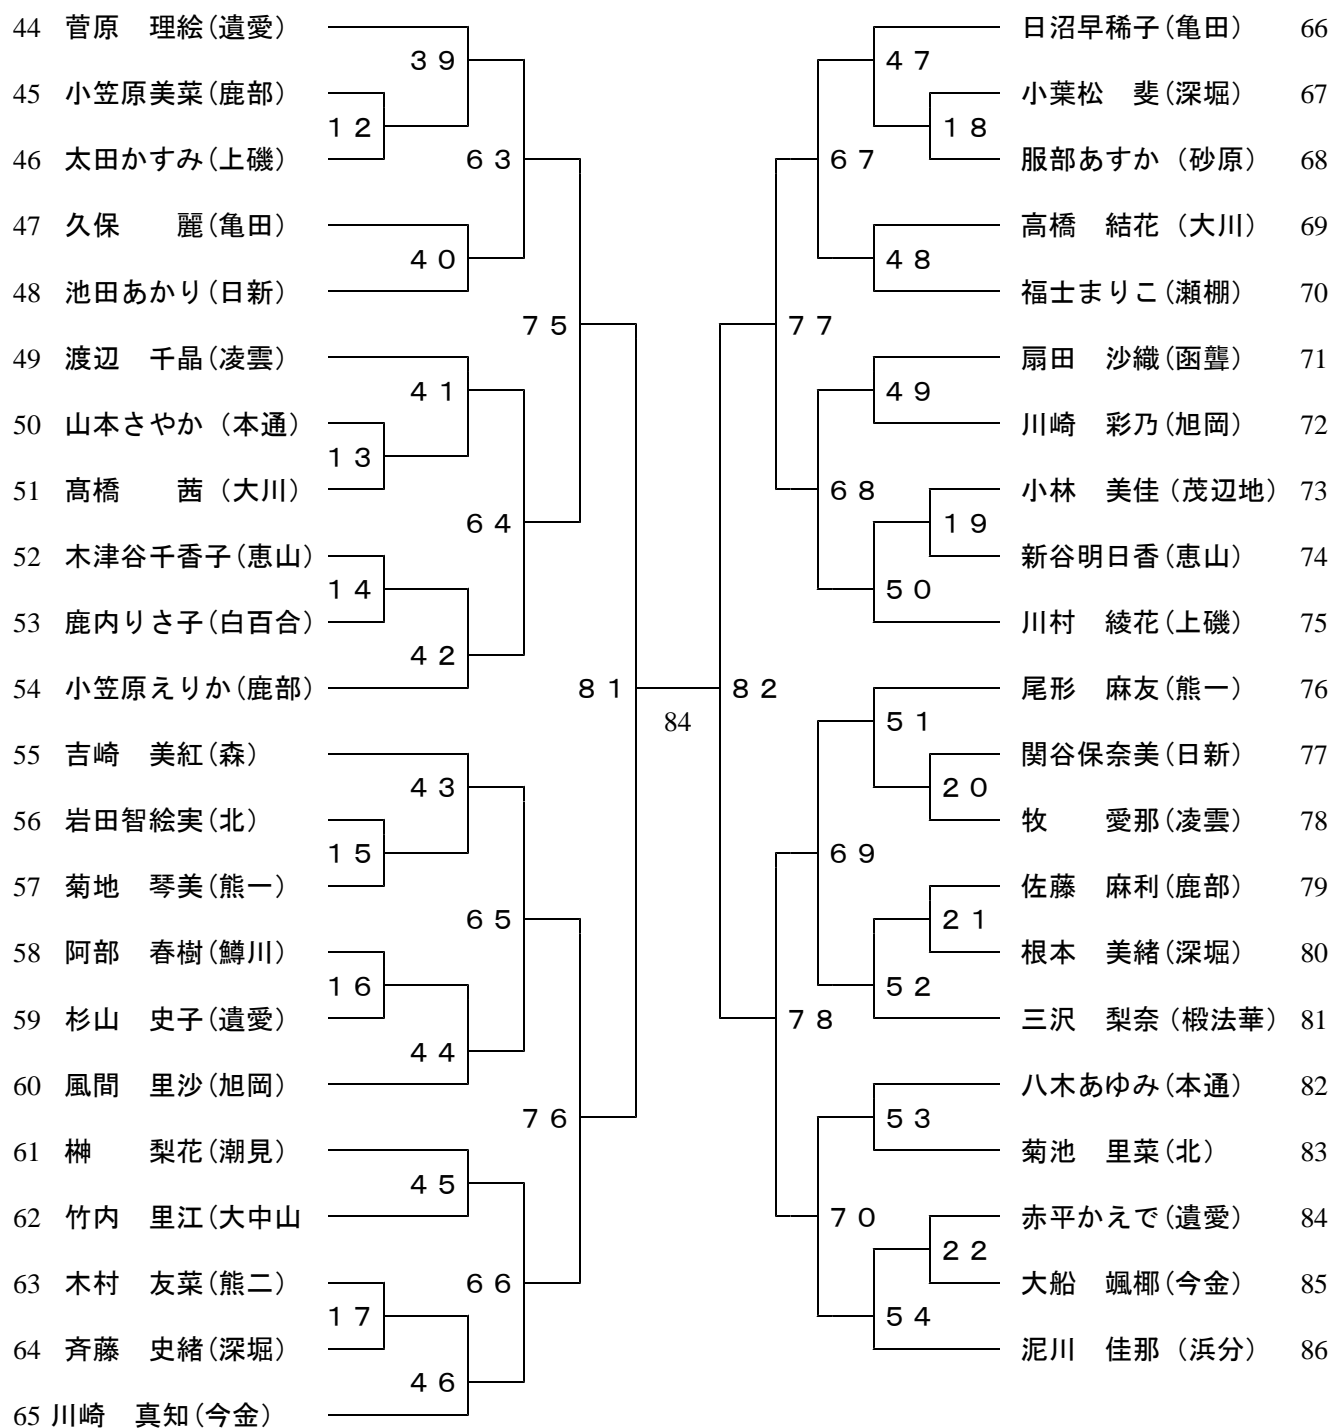 44 菅原　理絵(遺愛)
39
45 小笠原美菜(鹿部)
12
46 太田かすみ(上磯)
63
47 久保　　麗(亀田)
40
48 池田あかり(日新)
75
49 渡辺　千晶(凌雲)
41
50 山本さやか (本通)
13
51 髙橋　　茜 (大川)
64
52 木津谷千香子(恵山)
14
53 鹿内りさ子(白百合)
42
54 小笠原えりか(鹿部)
81
55 吉崎　美紅(森)
43
56 岩田智絵実(北)
15
57 菊地　琴美(熊一)
65
58 阿部　春樹(鱒川)
16
59 杉山　史子(遺愛)
44
60 風間　里沙(旭岡)
76
61 榊　　梨花(潮見)
45
62 竹内　里江(大中山
63 木村　友菜(熊二)
66
17
64 斉藤　史緒(深堀)
46
65 川崎　真知(今金)
84
日沼早稀子(亀田) 66
47
小葉松　斐(深堀) 67
18
服部あすか (砂原) 68
67
高橋　結花 (大川) 69
48
福士まりこ(瀬棚) 70
77
扇田　沙織(函聾) 71
49
川崎　彩乃(旭岡) 72
小林　美佳(茂辺地) 73
68
19
新谷明日香(恵山) 74
50
川村　綾花(上磯) 75
82
尾形　麻友(熊一) 76
51
関谷保奈美(日新) 77
20
牧　　愛那(凌雲) 78
69
佐藤　麻利(鹿部) 79
21
根本　美緒(深堀) 80
52
三沢　梨奈(椴法華) 81
78
八木あゆみ(本通) 82
53
菊池　里菜(北) 83
70
赤平かえで(遺愛) 84
22
大船　颯椰(今金) 85
54
泥川　佳那 (浜分) 86